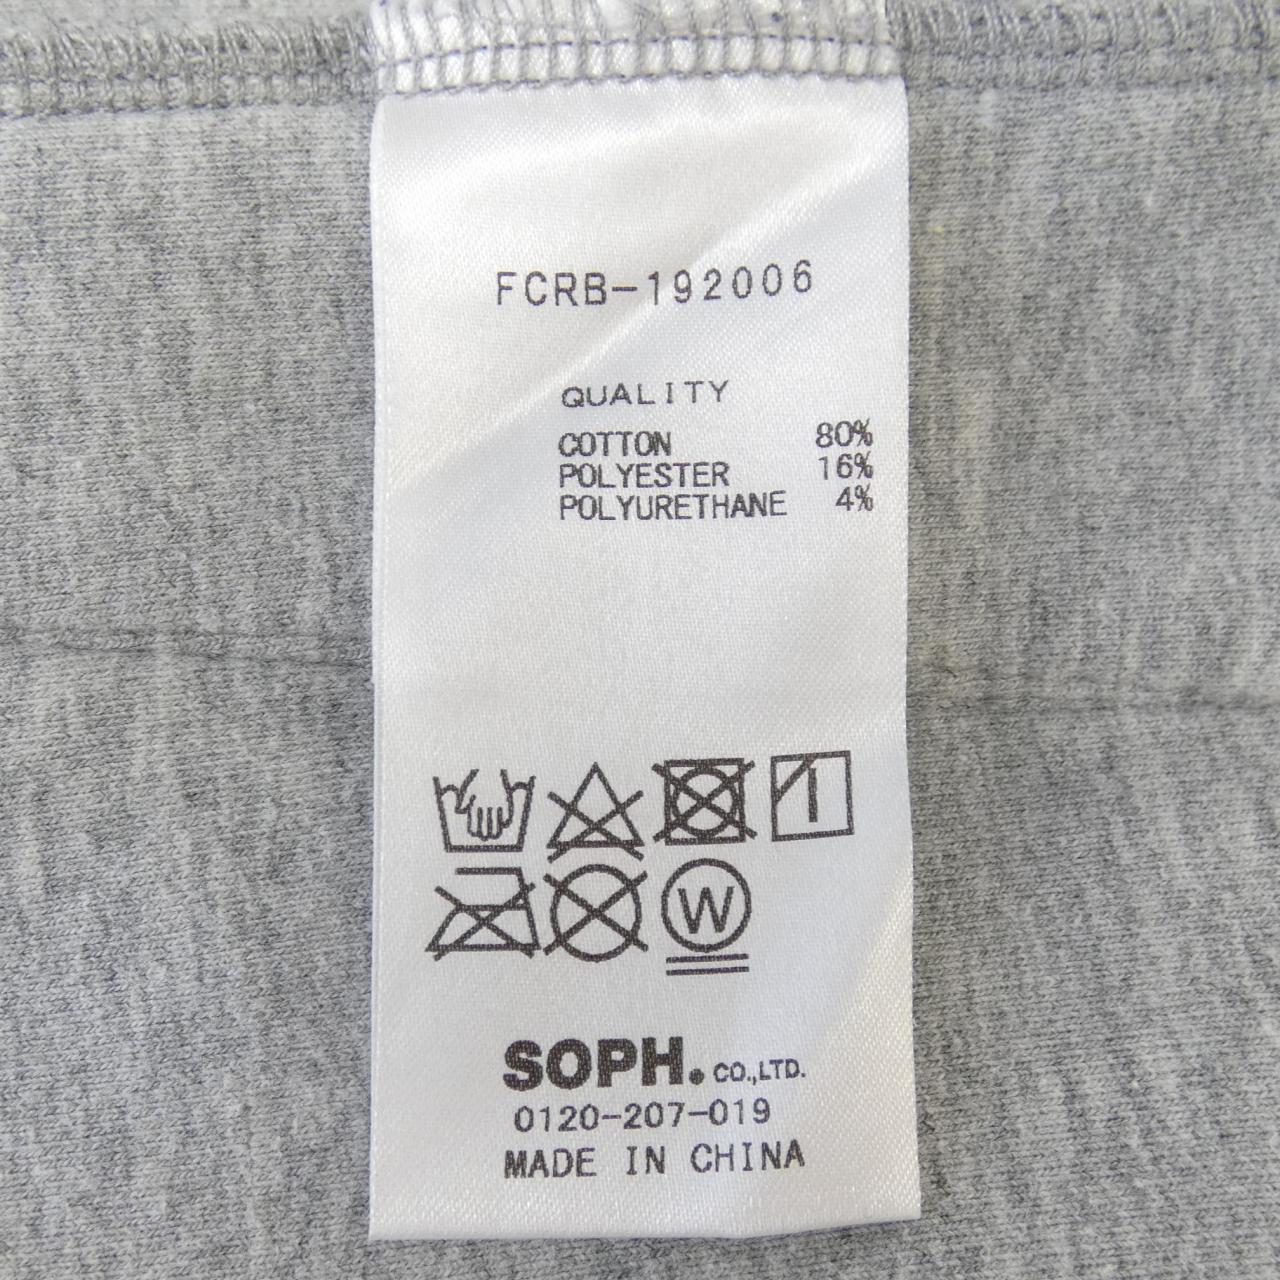 FCRB-192006
QUALITY
COTTON 80%
POLYESTER 16%
POLYURETHANE 4%
W
SOPH. CO.,LTD.
0120-207-019
MADE IN CHINA